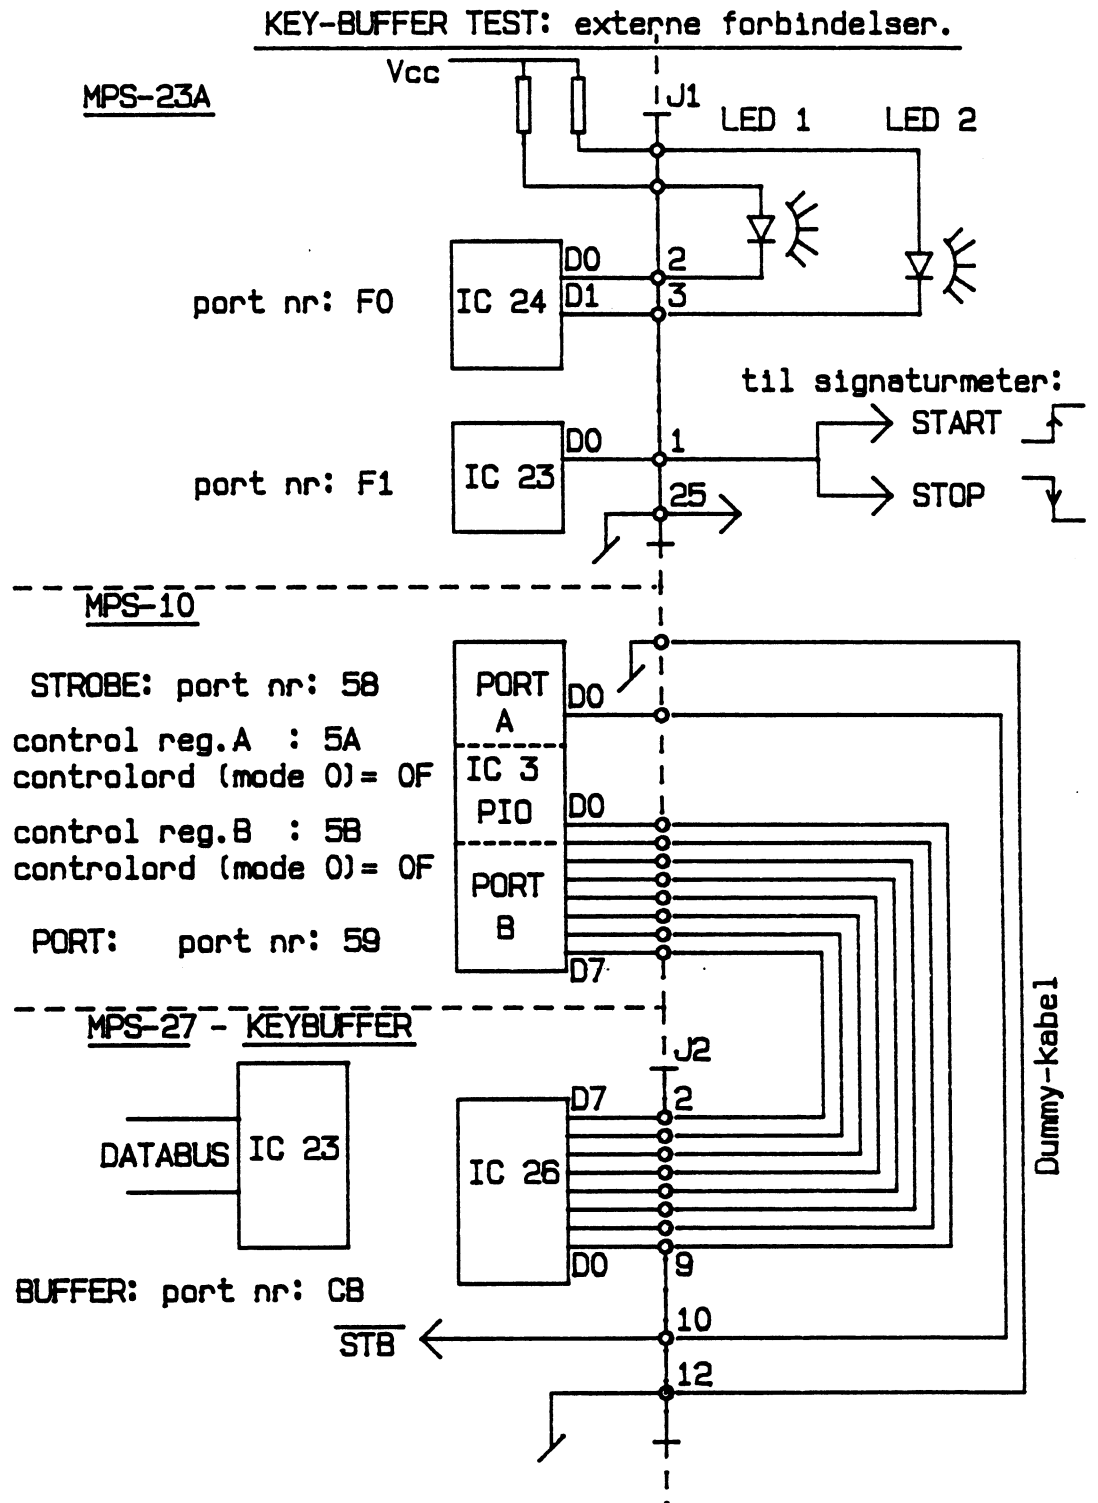 KEY-BUFFER TEST: externe forbindelser.
Vcc
MPS-23A
J1
LED 1
LED 2
D0
2
IC 24
D1
3
port nr: F0
til signaturmeter:
START
D0
1
IC 23
port nr: F1
25
STOP
MPS-10
STROBE: port nr: 58
PORT
A
D0
control reg.A : 5A
controlord (mode 0)= 0F
IC 3
PIO
D0
control reg.B : 5B
controlord (mode 0)= 0F
PORT
B
PORT: port nr: 59
D7
MPS-27 - KEYBUFFER
J2
D7
2
DATABUS
IC 23
IC 26
Dummy-kabel
D0
9
BUFFER: port nr: CB
10
STB
12